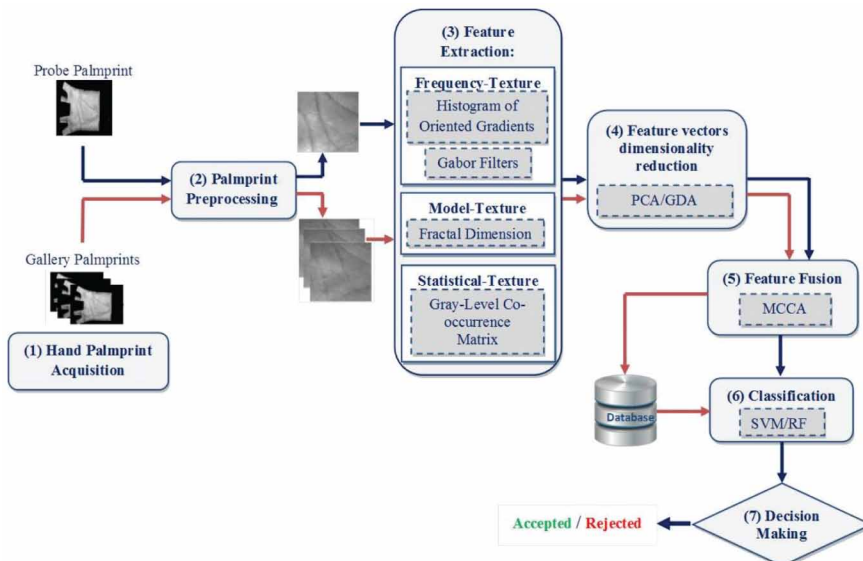 Probe Palmprint
Gallery Palmprints
(1) Hand Palmprint
Acquisition
(2) Palmprint
Preprocessing
(3) Feature
Extraction:
Frequency-Texture
Histogram of
Oriented Gradients
Gabor Filters
Model-Texture
Fractal Dimension
Statistical-Texture
Gray-Level Co-
occurrence
Matrix
(4) Feature vectors
dimensionality
reduction
PCA/GDA
(5) Feature Fusion
MCCA
Database
(6) Classification
SVM/RF
(7) Decision
Making
Accepted / Rejected